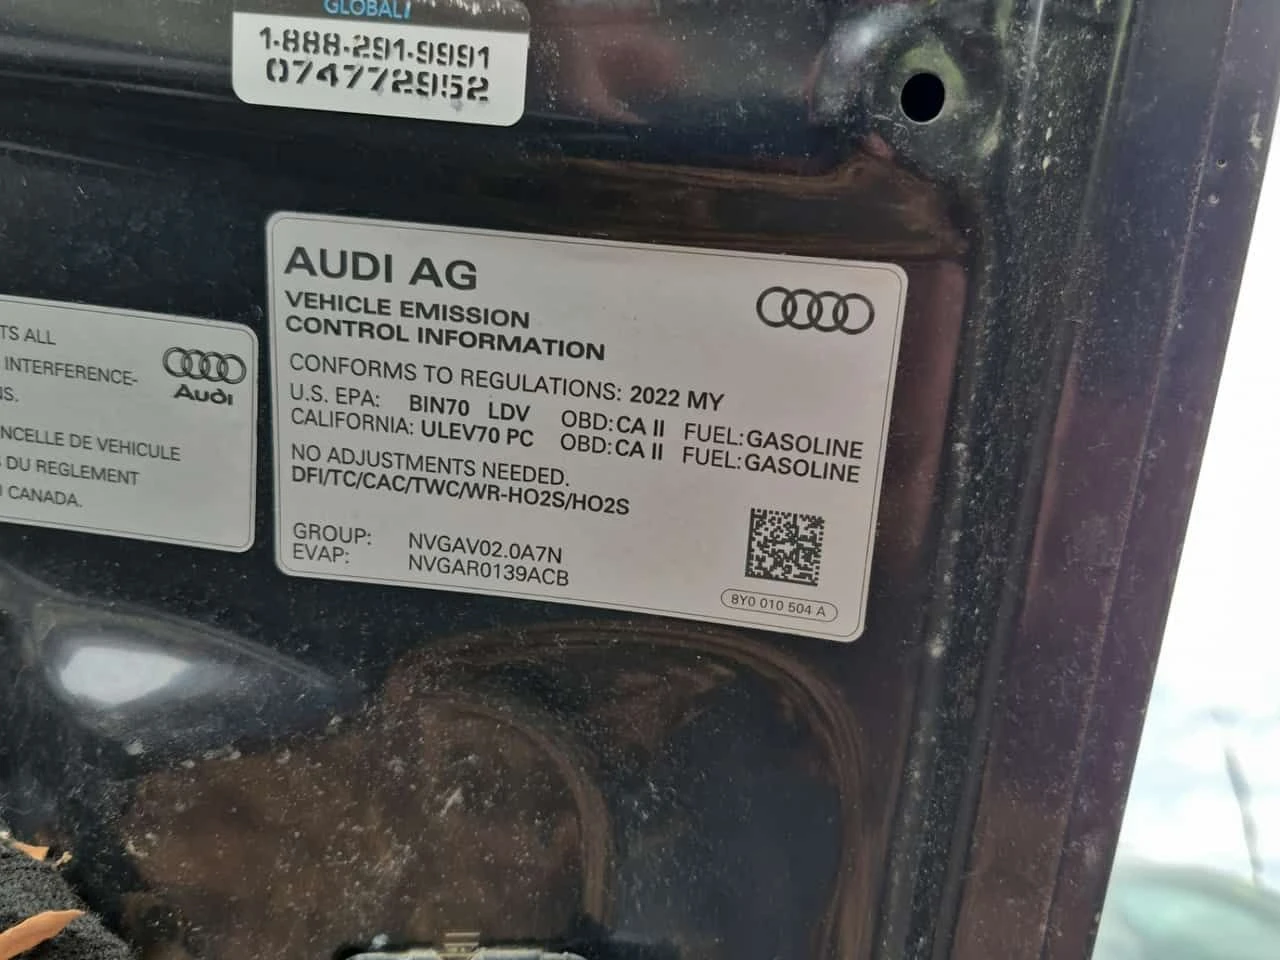 GLOBALi
1-888-291-9991
074772952
AUDI AG
VEHICLE EMISSION
CONTROL INFORMATION
CONFORMS TO REGULATIONS: 2022 MY
U.S. EPA: BIN70 LDV OBD: CA II FUEL: GASOLINE
CALIFORNIA: ULEV70 PC OBD: CA II FUEL: GASOLINE
NO ADJUSTMENTS NEEDED.
DFI/TC/CAC/TWC/WR-HO2S/HO2S
GROUP: NVGAV02.0A7N
EVAP: NVGAR0139ACB
8Y0 010 504 A
TS ALL
INTERFERENCE-
NS.
Audi
NCELLE DE VEHICULE
S DU REGLEMENT
CANADA.